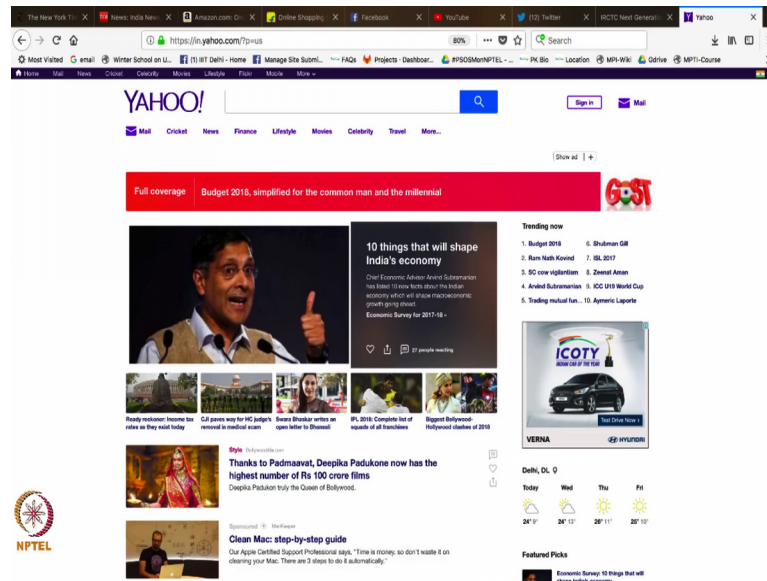 The New York Tim X
News: India News X
Amazon.com: On X
Online Shopping X
Facebook X
YouTube X
(12) Twitter X
IRCTC Next Generati X
Yahoo X
https://in.yahoo.com/?p=us
80%
Search
Most Visited
G email
Winter School on U...
(1) IIIT Delhi - Home
Manage Site Submi...
FAQs
Projects · Dashboar...
#PSOSMonNPTEL - ...
PK Bio
Location
MPI-Wiki
Gdrive
MPTI-Course
Home Mail News Cricket Celebrity Movies Lifestyle Flickr Mobile More
YAHOO!
Sign in
Mail
Mail Cricket News Finance Lifestyle Movies Celebrity Travel More...
Show ad +
Full coverage
Budget 2018, simplified for the common man and the millennial
GST
10 things that will shape
India's economy
Chief Economic Advisor Arvind Subramanian
has listed 10 new facts about the Indian
economy which will shape macroeconomic
growth going ahead.
Economic Survey for 2017-18 »
27 people reacting
Ready reckoner: Income tax
rates as they exist today
CJI paves way for HC judge's
removal in medical scam
Swara Bhaskar writes an
open letter to Bhansali
IPL 2018: Complete list of
squads of all franchises
Biggest Bollywood-
Hollywood clashes of 2018
Style Bollywoodlife.com
Thanks to Padmaavat, Deepika Padukone now has the
highest number of Rs 100 crore films
Deepika Padukon truly the Queen of Bollywood.
Sponsored MacKeeper
Clean Mac: step-by-step guide
Our Apple Certified Support Professional says, "Time is money, so don't waste it on
cleaning your Mac. There are 3 steps to do it automatically."
Trending now
1. Budget 2018
2. Ram Nath Kovind
3. SC cow vigilantism
4. Arvind Subramanian
5. Trading mutual fun...
6. Shubman Gill
7. ISL 2017
8. Zeenat Aman
9. ICC U19 World Cup
10. Aymeric Laporte
ICOTY
INDIAN CAR OF THE YEAR
Test Drive Now
VERNA
HYUNDAI
Delhi, DL
Today Wed Thu Fri
24° 9° 24° 13° 26° 11° 25° 10°
Featured Picks
Economic Survey: 10 things that will
shape India's economy
NPTEL